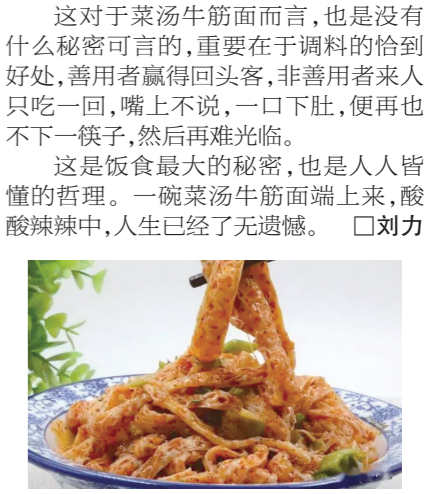 这对于菜汤牛筋面而言,也是没有
什么秘密可言的,重要在于调料的恰到
好处,善用者赢得回头客,非善用者来人
只吃一回,嘴上不说,一口下肚,便再也
不下一筷子,然后再难光临。
这是饭食最大的秘密,也是人人皆
懂的哲理。一碗菜汤牛筋面端上来,酸
酸辣辣中,人生已经了无遗憾。 □刘力